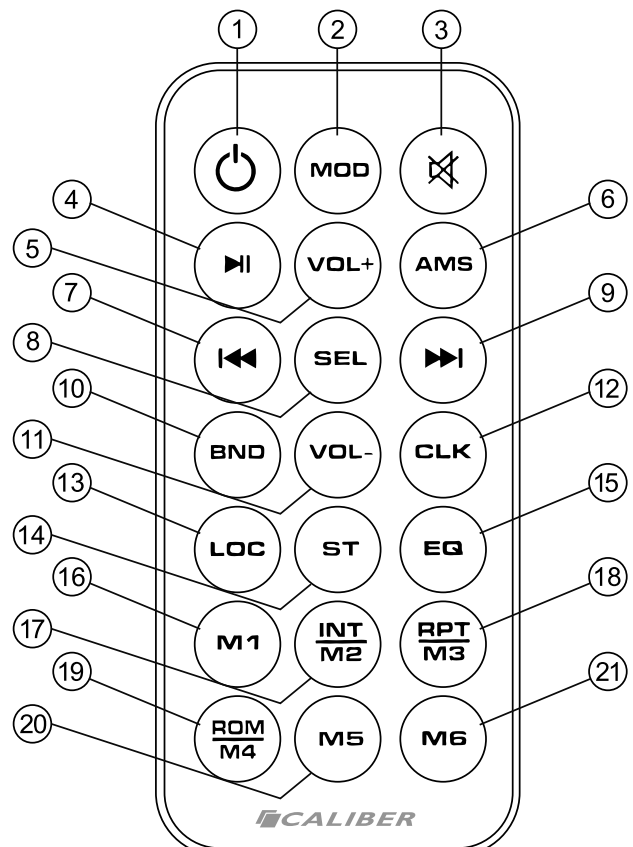 1 2 3
MOD
4 6
5 VOL+ AMS
7 9
8 SEL
10 12
BND VOL- CLK
11
13 15
LOC ST EQ
14
16 18
M1 INT RPT
17 M2 M3
19 21
ROM M5 M6
M4
20
CALIBER